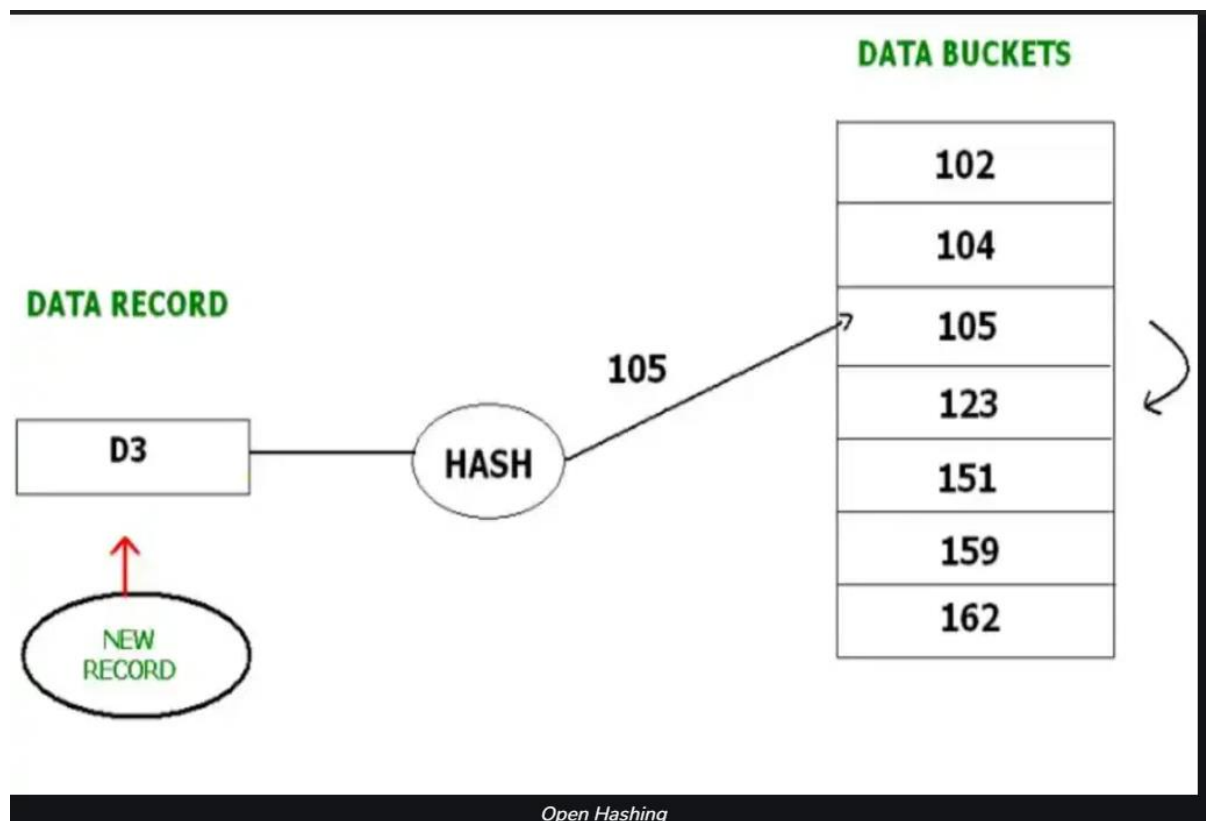 DATA BUCKETS
102
104
DATA RECORD
105
105
123
D3
HASH
151
159
NEW
RECORD
162
Open Hashing